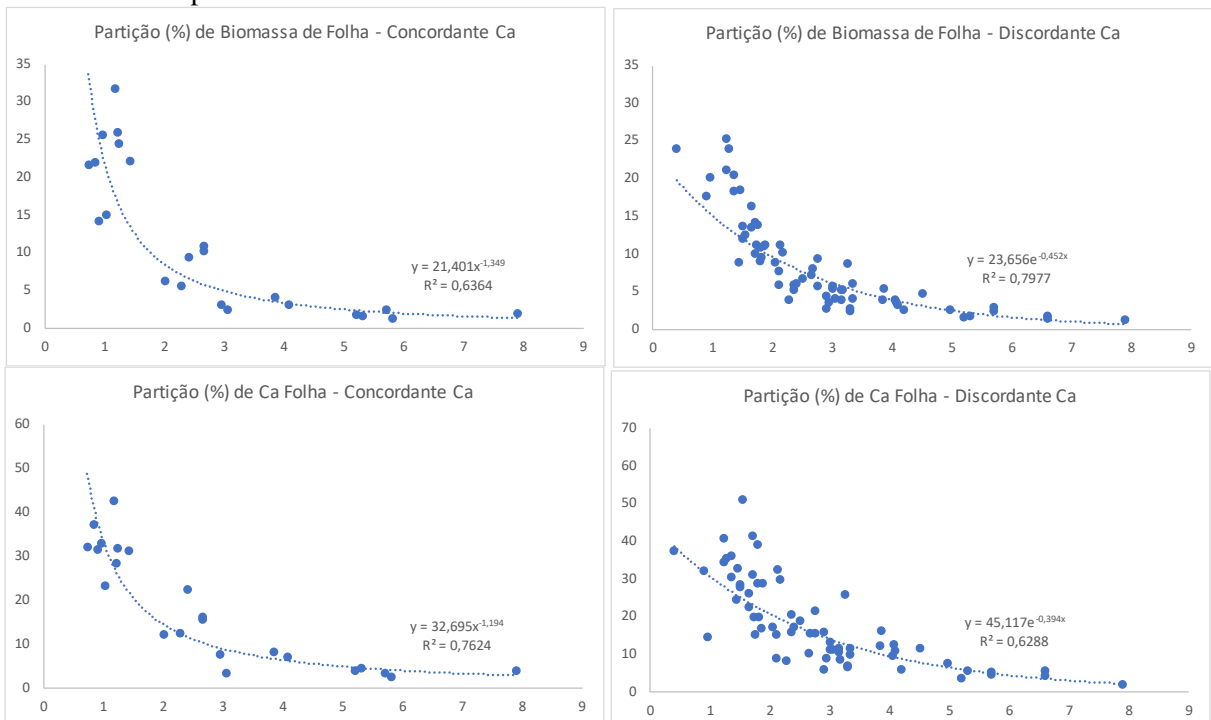 Partição (%) de Biomassa de Folha - Concordante Ca
35
30
25
20
15
10
5
0
y = 21,401x^-1,349
R² = 0,6364
0 1 2 3 4 5 6 7 8 9
Partição (%) de Biomassa de Folha - Discordante Ca
35
30
25
20
15
10
5
0
y = 23,656e^-0,452x
R² = 0,7977
0 1 2 3 4 5 6 7 8 9
Partição (%) de Ca Folha - Concordante Ca
60
50
40
30
20
10
0
y = 32,695x^-1,194
R² = 0,7624
0 1 2 3 4 5 6 7 8 9
Partição (%) de Ca Folha - Discordante Ca
70
60
50
40
30
20
10
0
y = 45,117e^-0,394x
R² = 0,6288
0 1 2 3 4 5 6 7 8 9